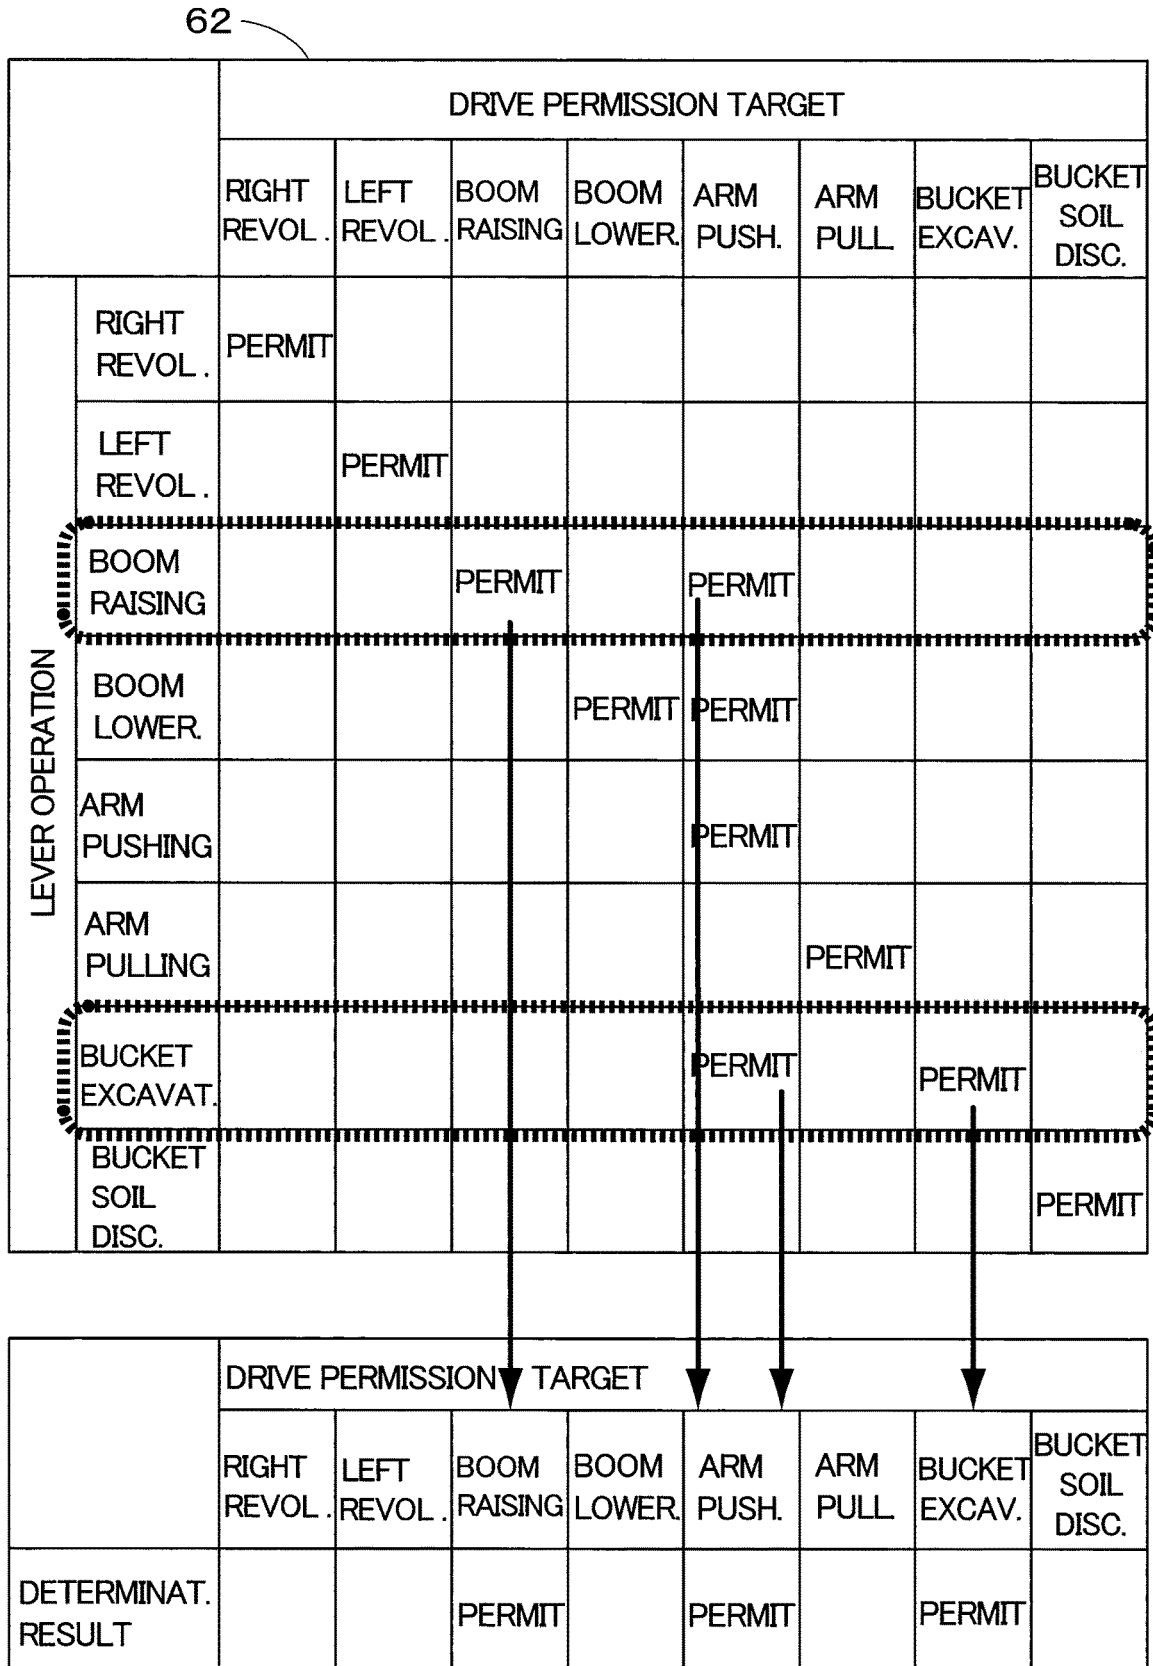 62
DRIVE PERMISSION TARGET
RIGHT REVOL. LEFT REVOL. BOOM RAISING BOOM LOWER. ARM PUSH. ARM PULL. BUCKET EXCAV. BUCKET SOIL DISC.
LEVER OPERATION
RIGHT REVOL. PERMIT
LEFT REVOL. PERMIT
BOOM RAISING PERMIT PERMIT
BOOM LOWER. PERMIT PERMIT
ARM PUSHING PERMIT
ARM PULLING PERMIT
BUCKET EXCAVAT. PERMIT PERMIT
BUCKET SOIL DISC. PERMIT
DRIVE PERMISSION TARGET
RIGHT REVOL. LEFT REVOL. BOOM RAISING BOOM LOWER. ARM PUSH. ARM PULL. BUCKET EXCAV. BUCKET SOIL DISC.
DETERMINAT. RESULT PERMIT PERMIT PERMIT